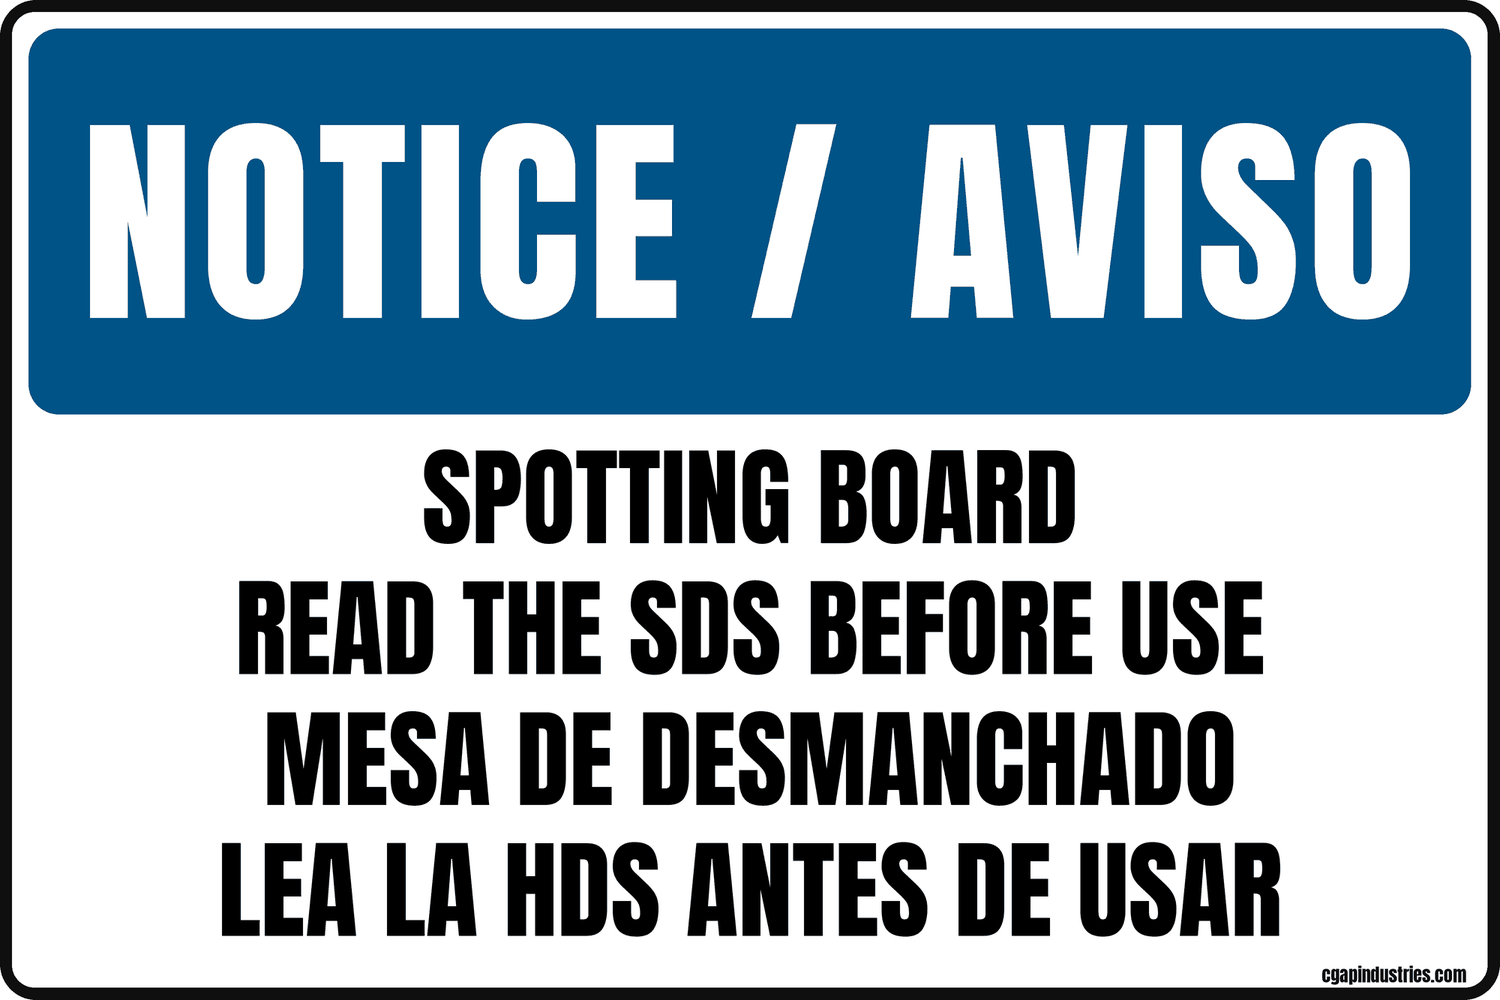 NOTICE / AVISO
SPOTTING BOARD
READ THE SDS BEFORE USE
MESA DE DESMANCHADO
LEA LA HDS ANTES DE USAR
cgapindustries.com